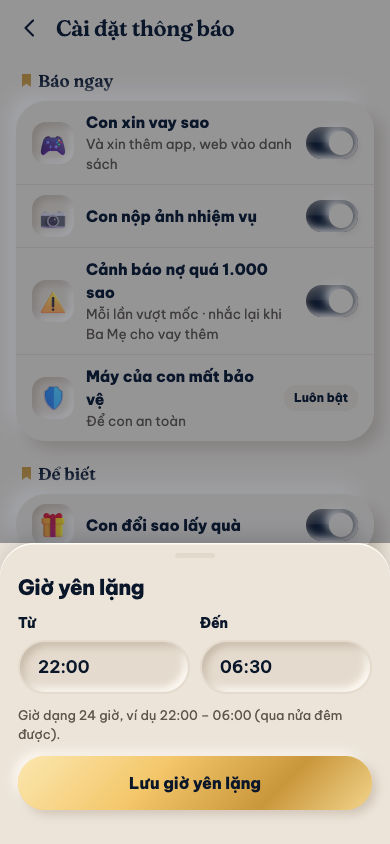 Cài đặt thông báo
Báo ngay
Con xin vay sao
Và xin thêm app, web vào danh
sách
Con nộp ảnh nhiệm vụ
Cảnh báo nợ quá 1.000
sao
Mỗi lần vượt mốc · nhắc lại khi
Ba Mẹ cho vay thêm
Máy của con mất bảo
vệ
Để con an toàn
Luôn bật
Để biết
Con đổi sao lấy quà
Giờ yên lặng
Từ
Đến
22:00
06:30
Giờ dạng 24 giờ, ví dụ 22:00 – 06:00 (qua nửa đêm
được).
Lưu giờ yên lặng